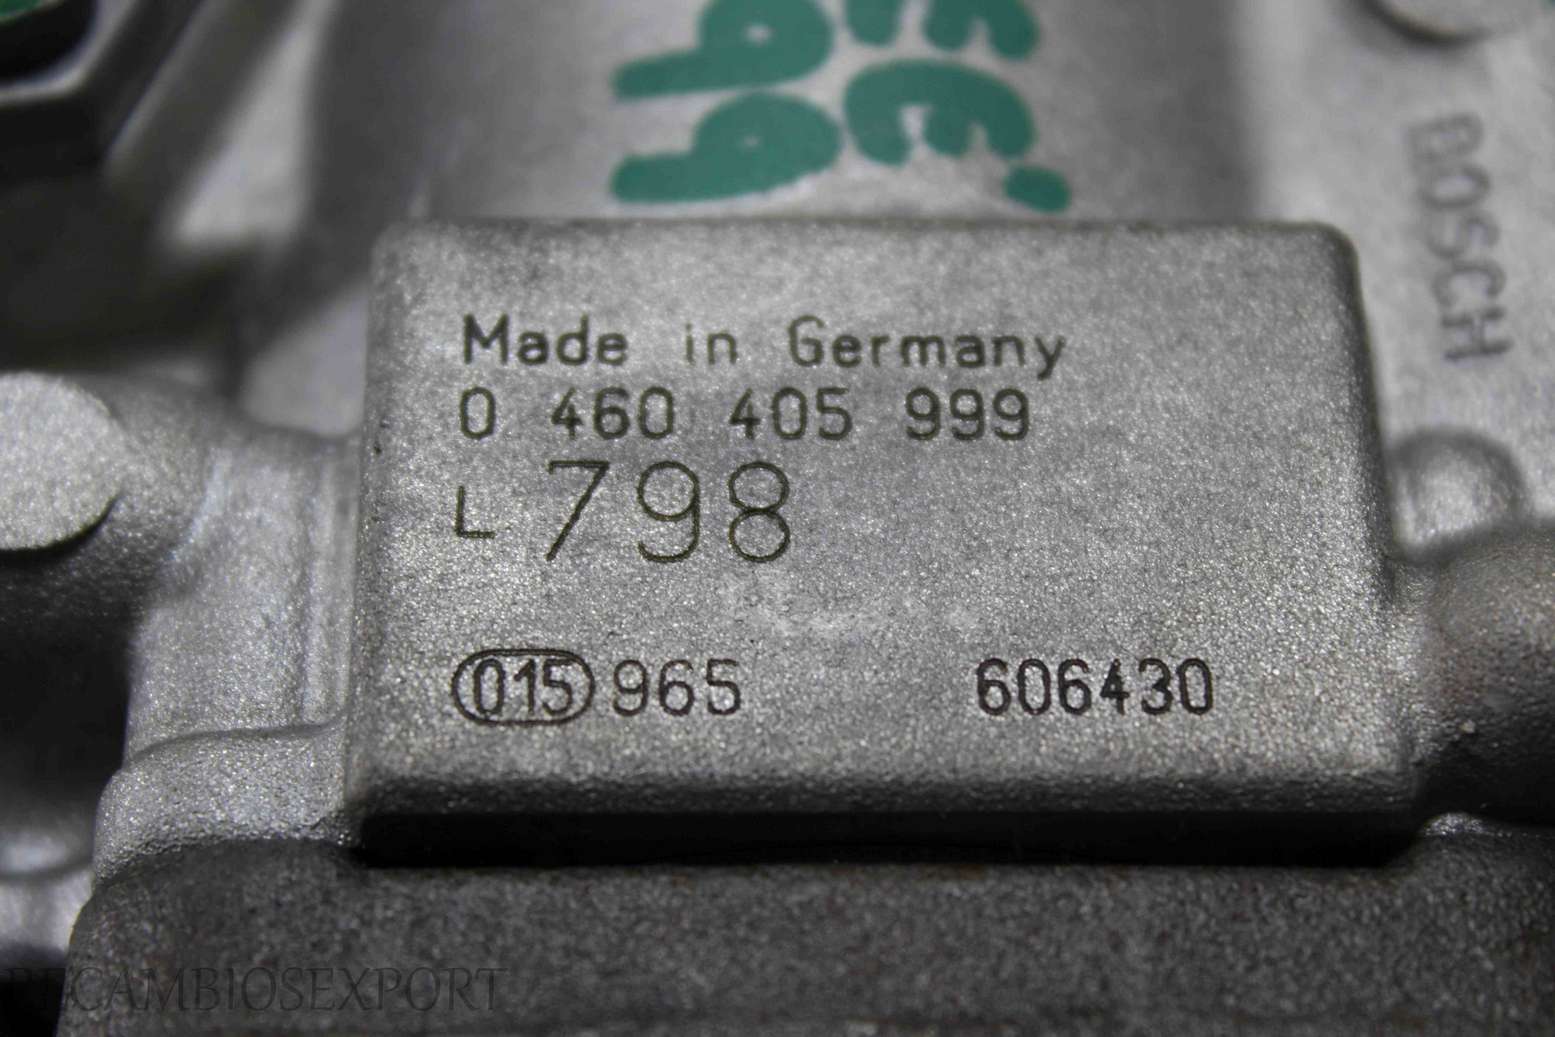 BOSCH
Made in Germany
0 460 405 999
L 798
015 965 606430
RECAMBIOSEXPORT